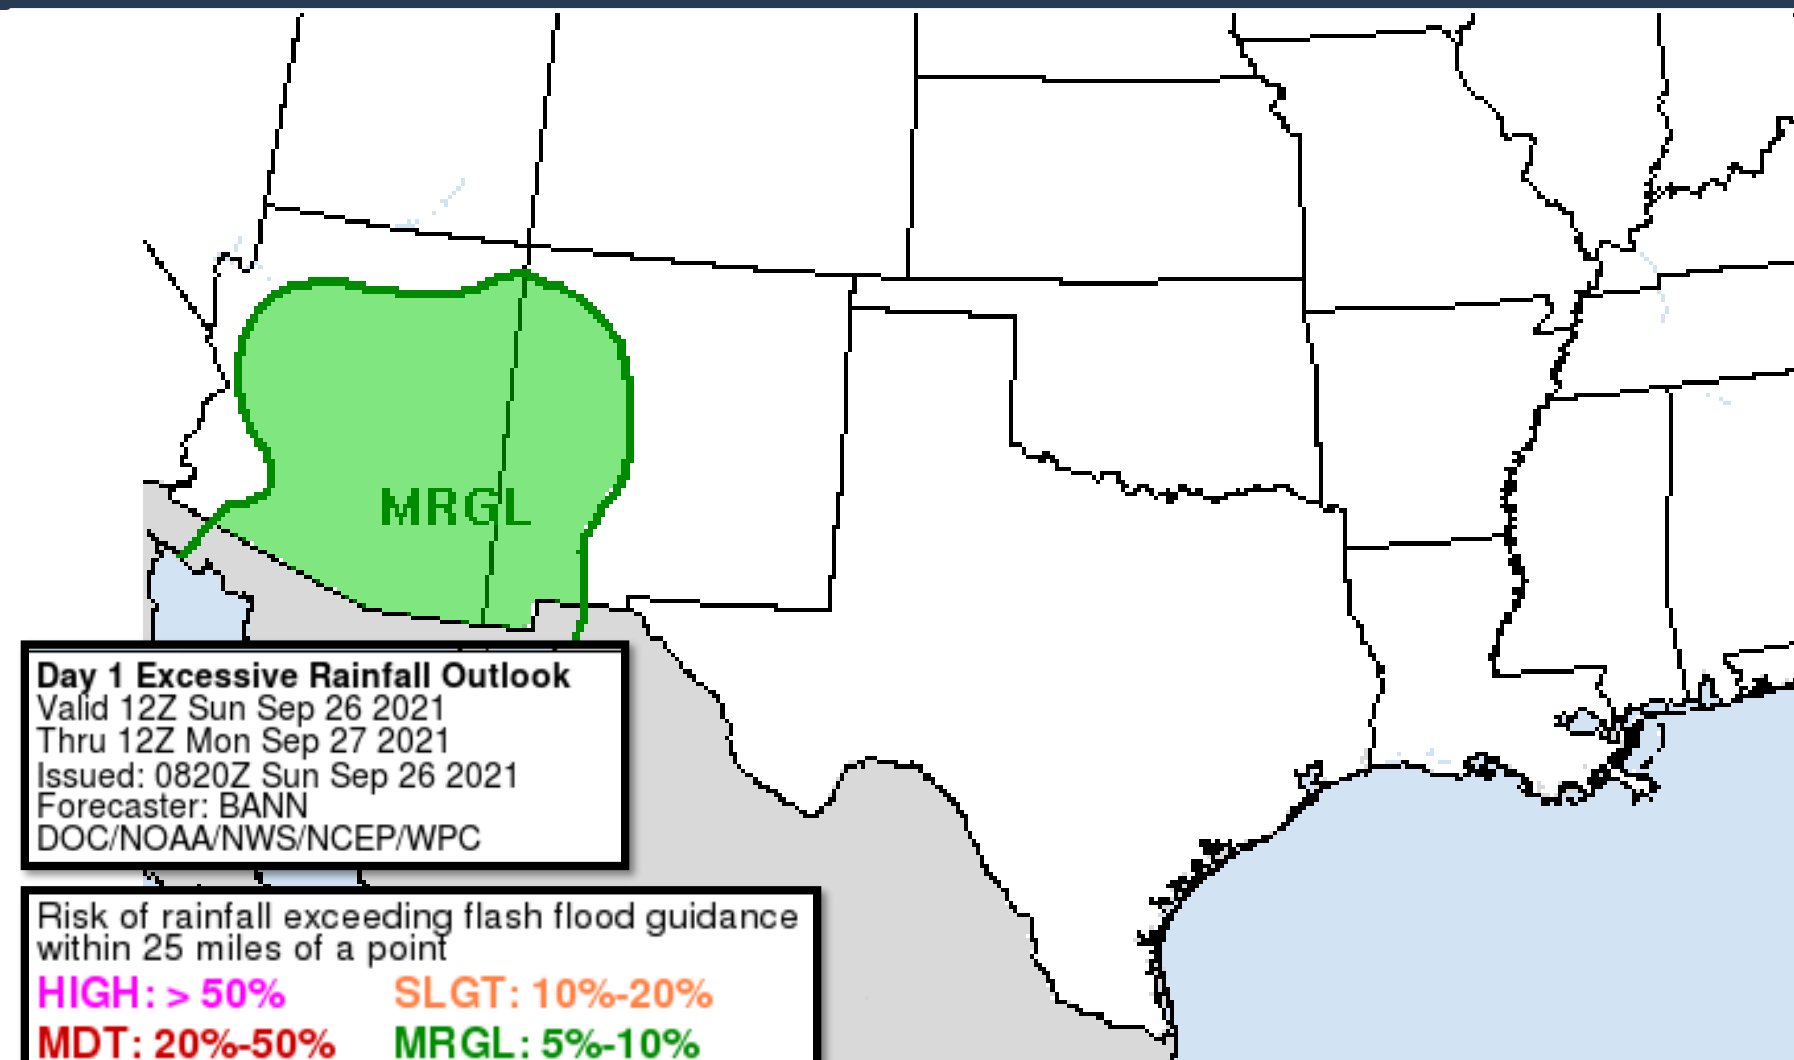 MRGL
Day 1 Excessive Rainfall Outlook
Valid 12Z Sun Sep 26 2021
Thru 12Z Mon Sep 27 2021
Issued: 0820Z Sun Sep 26 2021
Forecaster: BANN
DOC/NOAA/NWS/NCEP/WPC
Risk of rainfall exceeding flash flood guidance
within 25 miles of a point
HIGH: > 50% SLGT: 10%-20%
MDT: 20%-50% MRGL: 5%-10%